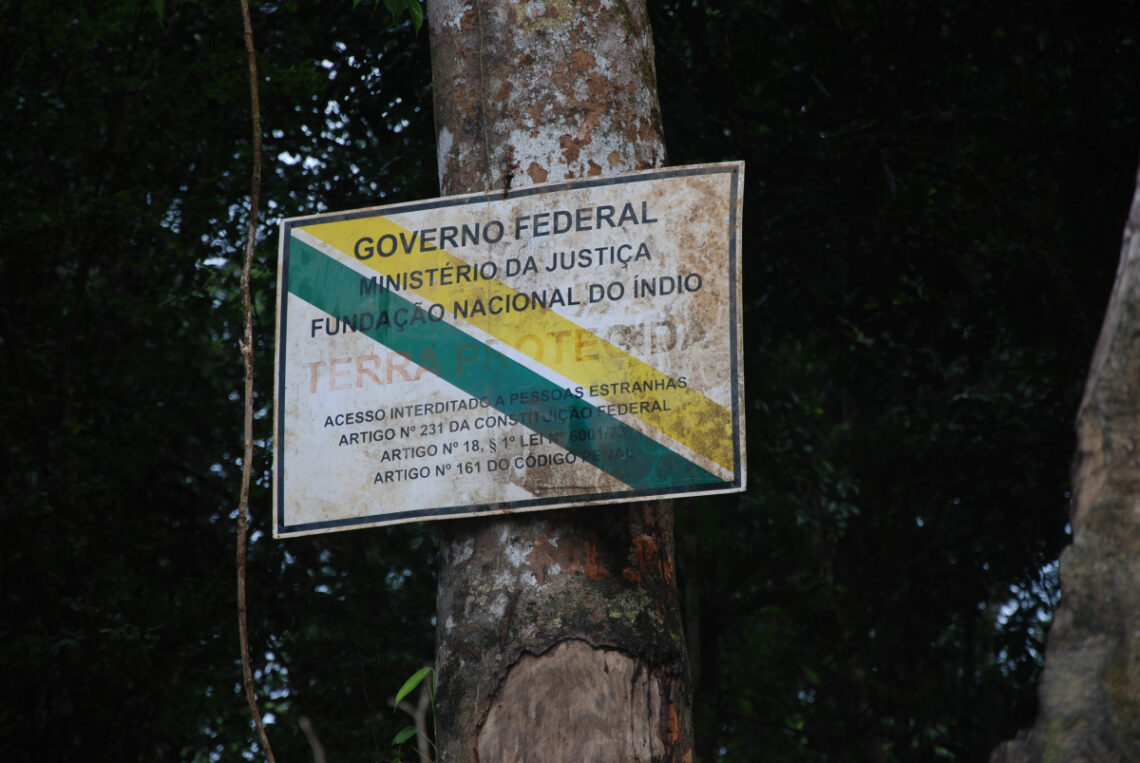 GOVERNO FEDERAL
MINISTÉRIO DA JUSTIÇA
FUNDAÇÃO NACIONAL DO ÍNDIO
TERRA PROTEGIDA
ACESSO INTERDITADO A PESSOAS ESTRANHAS
ARTIGO Nº 231 DA CONSTITUIÇÃO FEDERAL
ARTIGO Nº 18, § 1º LEI Nº 6001/73
ARTIGO Nº 161 DO CÓDIGO PENAL